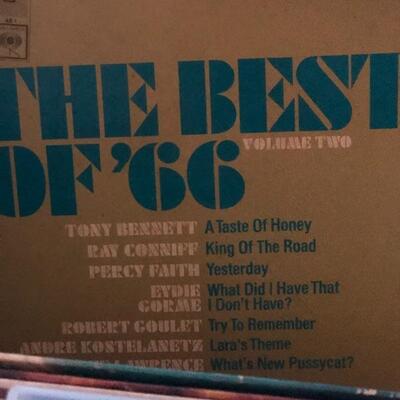 THE BEST
OF '66
VOLUME TWO
TONY BENNETT A Taste Of Honey
RAY CONNIFF King Of The Road
PERCY FAITH Yesterday
EYDIE What Did I Have That
GORME I Don't Have?
ROBERT GOULET Try To Remember
ANDRE KOSTELANETZ Lara's Theme
LAWRENCE What's New Pussycat?